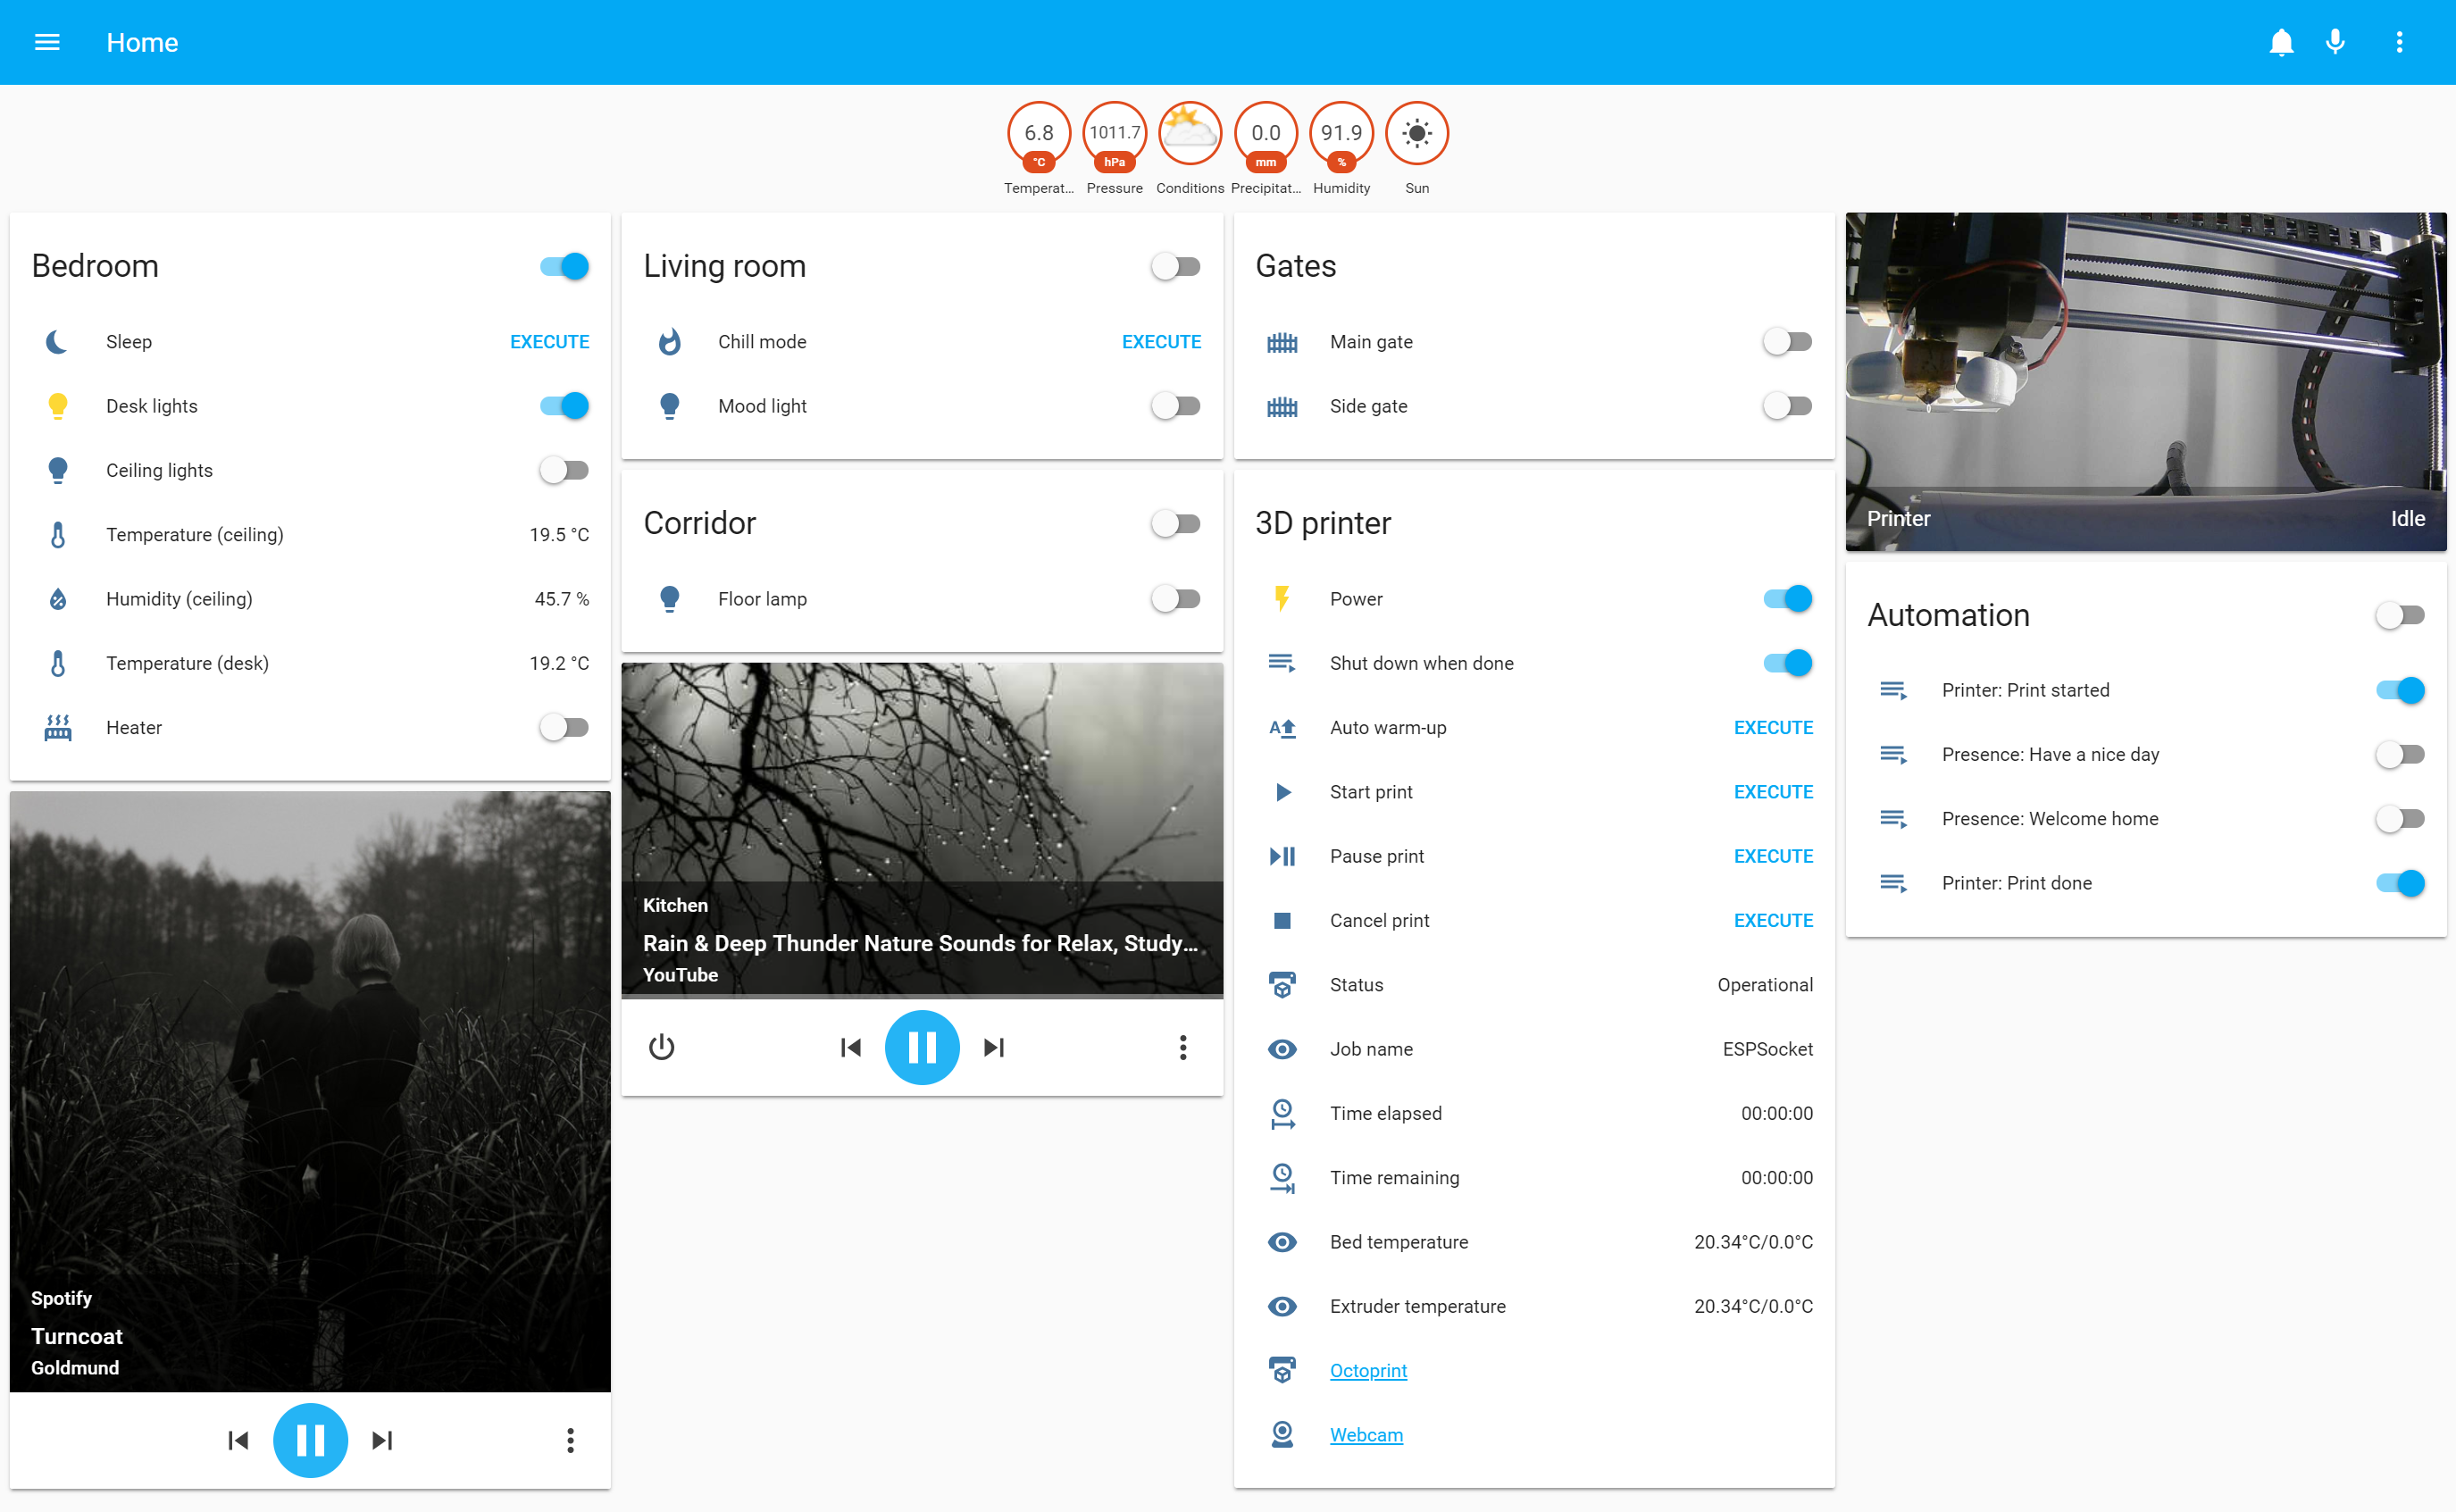 Home
6.8
°C
Temperat...
1011.7
hPa
Pressure
Conditions
0.0
mm
Precipitat...
91.9
%
Humidity
Sun
Bedroom
Sleep EXECUTE
Desk lights
Ceiling lights
Temperature (ceiling) 19.5 °C
Humidity (ceiling) 45.7 %
Temperature (desk) 19.2 °C
Heater
Spotify
Turncoat
Goldmund
Living room
Chill mode EXECUTE
Mood light
Corridor
Floor lamp
Kitchen
Rain & Deep Thunder Nature Sounds for Relax, Study...
YouTube
Gates
Main gate
Side gate
3D printer
Power
Shut down when done
Auto warm-up EXECUTE
Start print EXECUTE
Pause print EXECUTE
Cancel print EXECUTE
Status Operational
Job name ESPSocket
Time elapsed 00:00:00
Time remaining 00:00:00
Bed temperature 20.34°C/0.0°C
Extruder temperature 20.34°C/0.0°C
Octoprint
Webcam
Printer Idle
Automation
Printer: Print started
Presence: Have a nice day
Presence: Welcome home
Printer: Print done